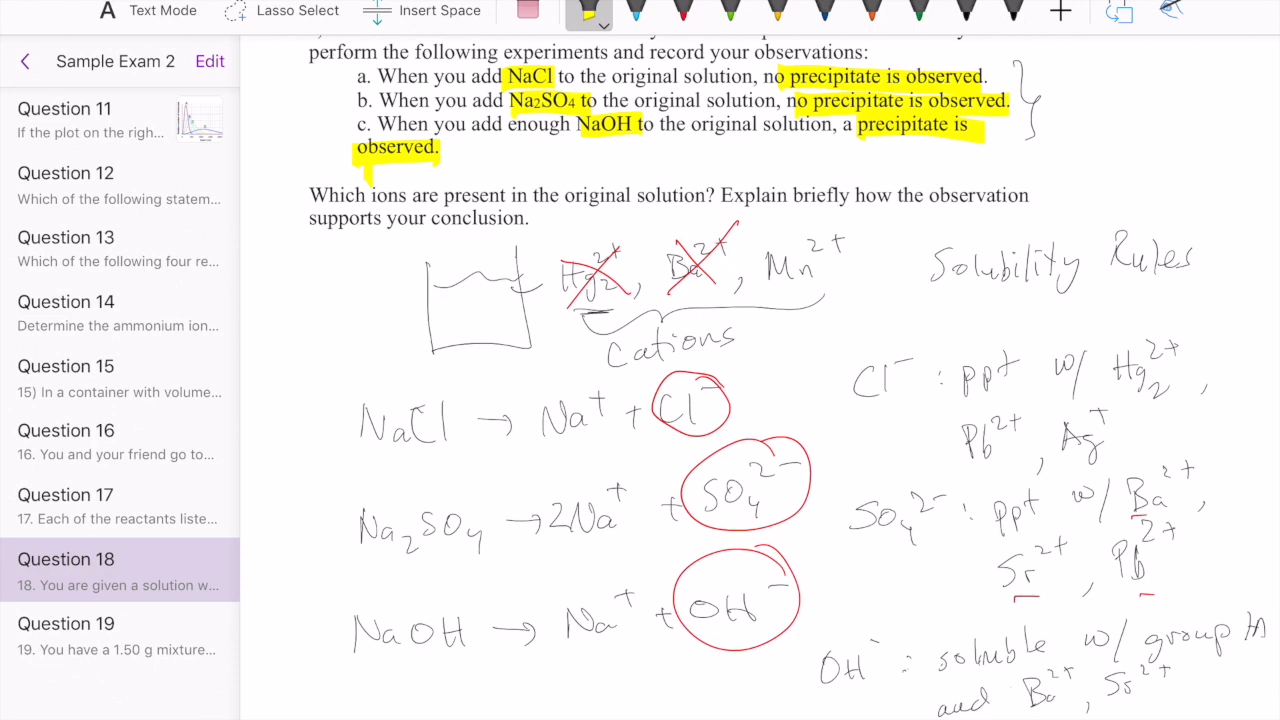 Text Mode
Lasso Select
Insert Space
Sample Exam 2
Edit
Question 11
If the plot on the righ...
Question 12
Which of the following statem...
Question 13
Which of the following four re...
Question 14
Determine the ammonium ion...
Question 15
15) In a container with volume...
Question 16
16. You and your friend go to...
Question 17
17. Each of the reactants liste...
Question 18
18. You are given a solution w...
Question 19
19. You have a 1.50 g mixture...
perform the following experiments and record your observations:
a. When you add NaCl to the original solution, no precipitate is observed.
b. When you add Na₂SO₄ to the original solution, no precipitate is observed.
c. When you add enough NaOH to the original solution, a precipitate is
observed.
Which ions are present in the original solution? Explain briefly how the observation
supports your conclusion.
Hg₂²⁺, Ba²⁺, Mn²⁺
Cations
NaCl → Na⁺ + Cl⁻
Na₂SO₄ → 2Na⁺ + SO₄²⁻
NaOH → Na⁺ + OH⁻
Solubility Rules
Cl⁻ : ppt w/ Hg₂²⁺,
Pb²⁺, Ag⁺
SO₄²⁻ : ppt w/ Ba²⁺,
Sr²⁺, Pb²⁺
OH⁻ : soluble w/ group 1A
and Ba²⁺, Sr²⁺